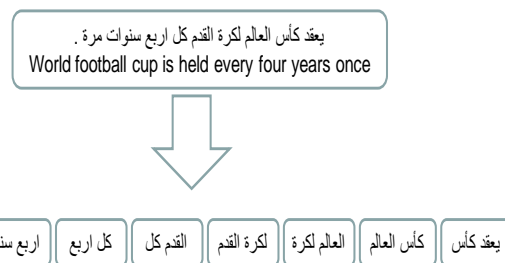 يعقد كأس العالم لكرة القدم كل اربع سنوات مرة .
World football cup is held every four years once
يعقد كأس
كأس العالم
العالم لكرة
لكرة القدم
القدم كل
كل اربع
اربع